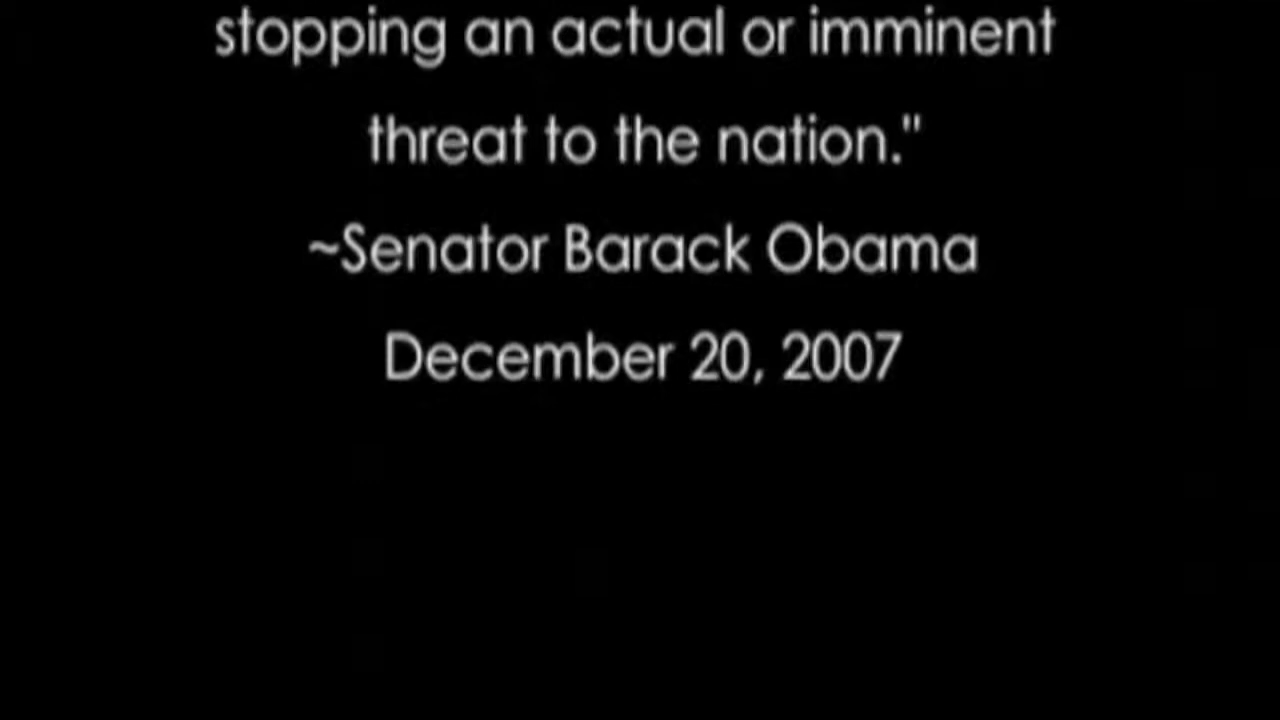 stopping an actual or imminent
threat to the nation."
~Senator Barack Obama
December 20, 2007